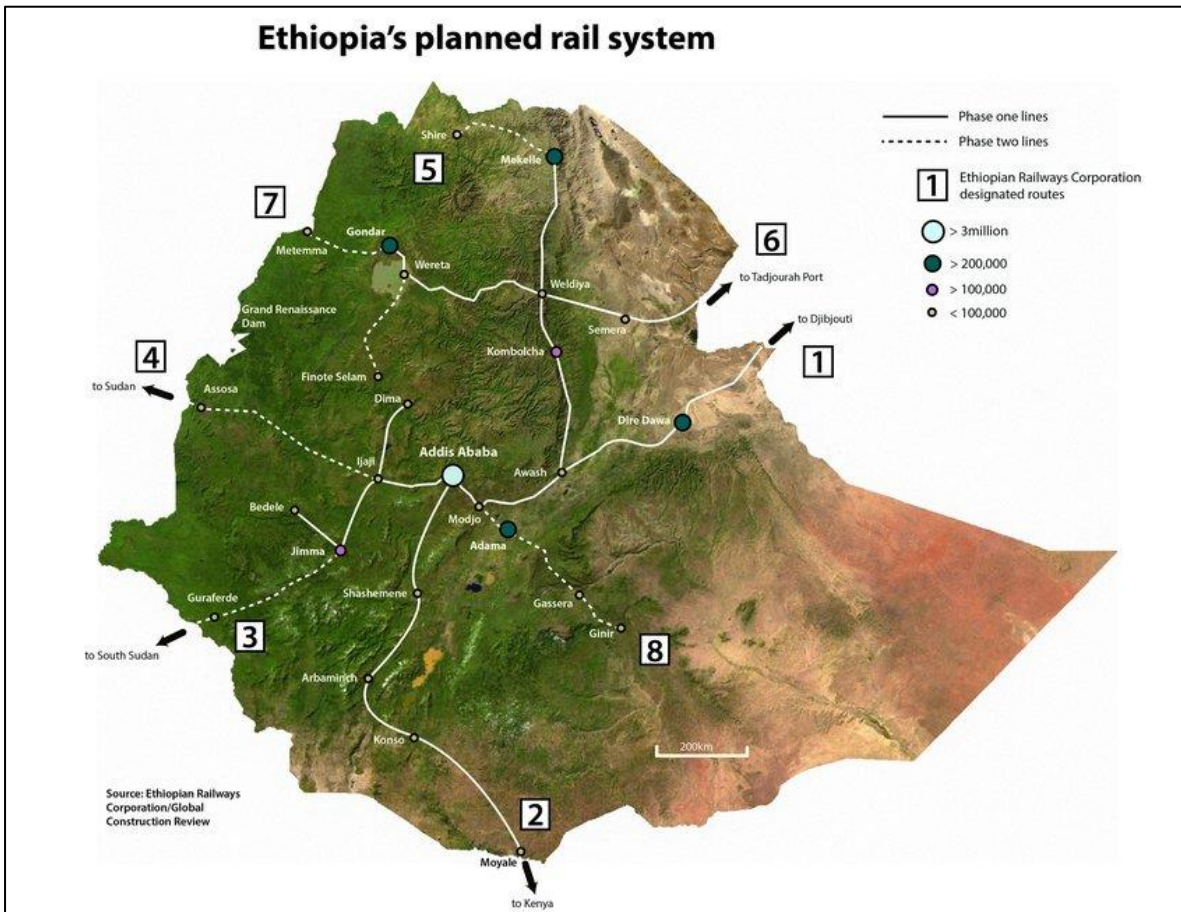 Ethiopia's planned rail system
Phase one lines
Phase two lines
1
Ethiopian Railways Corporation
designated routes
> 3million
> 200,000
> 100,000
< 100,000
Shire
5
Mekelle
7
Metemma
Gondar
Wereta
6
to Tadjourah Port
Weldiya
Semera
Grand Renaissance
Dam
to Djibjouti
Kombolcha
1
4
to Sudan
Assosa
Finote Selam
Dima
Dire Dawa
Addis Ababa
Ijaji
Awash
Bedele
Modjo
Jimma
Adama
Shashemene
Gassera
Guraferde
3
Ginir
8
to South Sudan
Arbaminch
Konso
200km
Source: Ethiopian Railways
Corporation/Global
Construction Review
2
Moyale
to Kenya